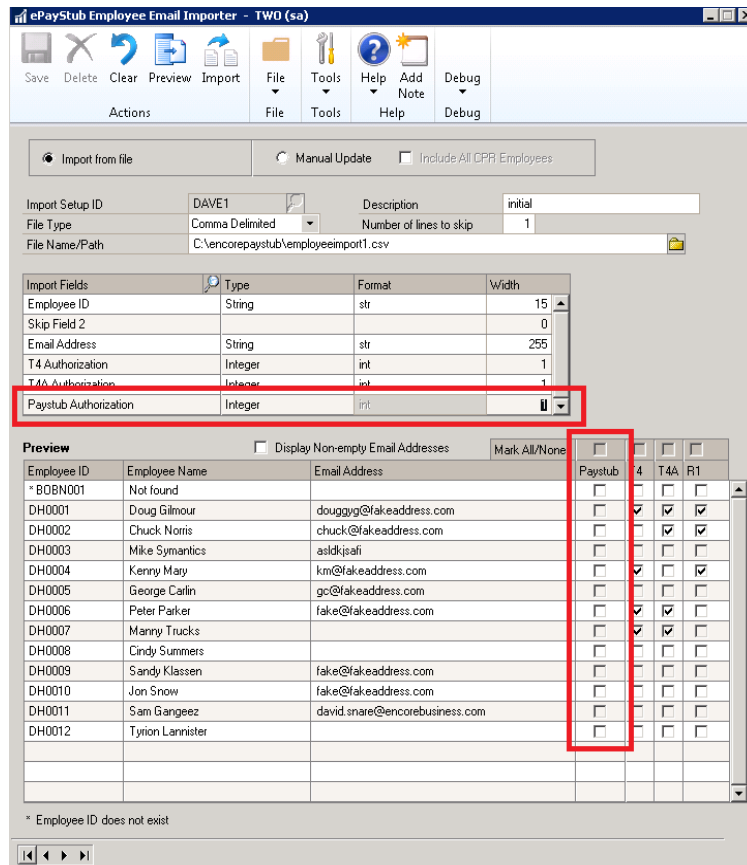 ePayStub Employee Email Importer - TWO (sa)
Save Delete Clear Preview Import File Tools Help Add Note Debug
Actions File Tools Help Debug
Import from file Manual Update Include All CPR Employees
Import Setup ID DAVE1 Description initial
File Type Comma Delimited Number of lines to skip 1
File Name/Path C:\encorepaystub\employeeimport1.csv
Import Fields Type Format Width
Employee ID String str 15
Skip Field 2 0
Email Address String str 255
T4 Authorization Integer int 1
T4A Authorization Integer int 1
Paystub Authorization Integer int 1
Preview Display Non-empty Email Addresses Mark All/None
Employee ID Employee Name Email Address Paystub T4 T4A R1
* BOBN001 Not found
DH0001 Doug Gilmour douggyg@fakeaddress.com
DH0002 Chuck Norris chuck@fakeaddress.com
DH0003 Mike Symantics asldkjsafi
DH0004 Kenny Mary km@fakeaddress.com
DH0005 George Carlin gc@fakeaddress.com
DH0006 Peter Parker fake@fakeaddress.com
DH0007 Manny Trucks
DH0008 Cindy Summers
DH0009 Sandy Klassen fake@fakeaddress.com
DH0010 Jon Snow fake@fakeaddress.com
DH0011 Sam Gangeez david.snare@encorebusiness.com
DH0012 Tyrion Lannister
* Employee ID does not exist